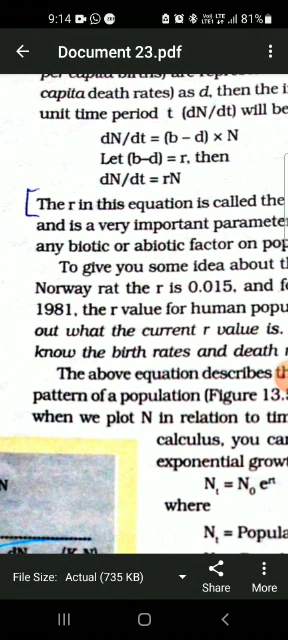 9:14
81%
Document 23.pdf
capita death rates) as d, then the i
unit time period t (dN/dt) will be
dN/dt = (b – d) × N
Let (b–d) = r, then
dN/dt = rN
The r in this equation is called the
and is a very important paramete
any biotic or abiotic factor on pop
To give you some idea about t
Norway rat the r is 0.015, and f
1981, the r value for human popu
out what the current r value is.
know the birth rates and death r
The above equation describes th
pattern of a population (Figure 13.
when we plot N in relation to tim
calculus, you ca
exponential growt
Nt = N0 ert
where
Nt = Popula
N
File Size: Actual (735 KB)
Share
More